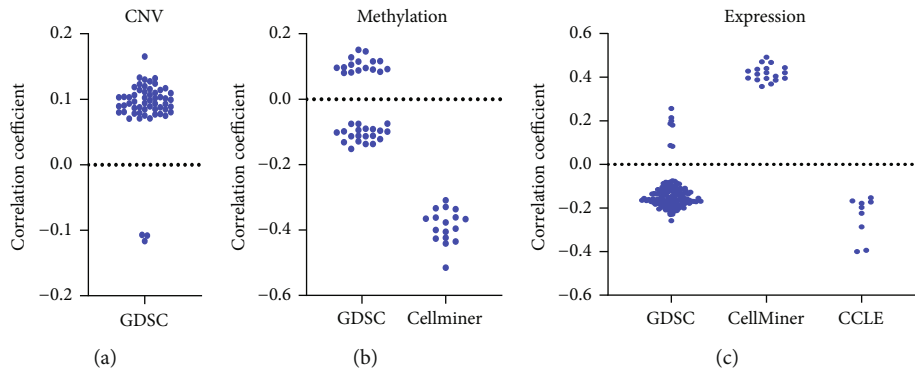 CNV
Correlation coefficient
0.2
0.1
0.0
−0.1
−0.2
GDSC
(a)
Methylation
Correlation coefficient
0.2
0.0
−0.2
−0.4
−0.6
GDSC Cellminer
(b)
Expression
Correlation coefficient
0.6
0.4
0.2
0.0
−0.2
−0.4
−0.6
GDSC CellMiner CCLE
(c)